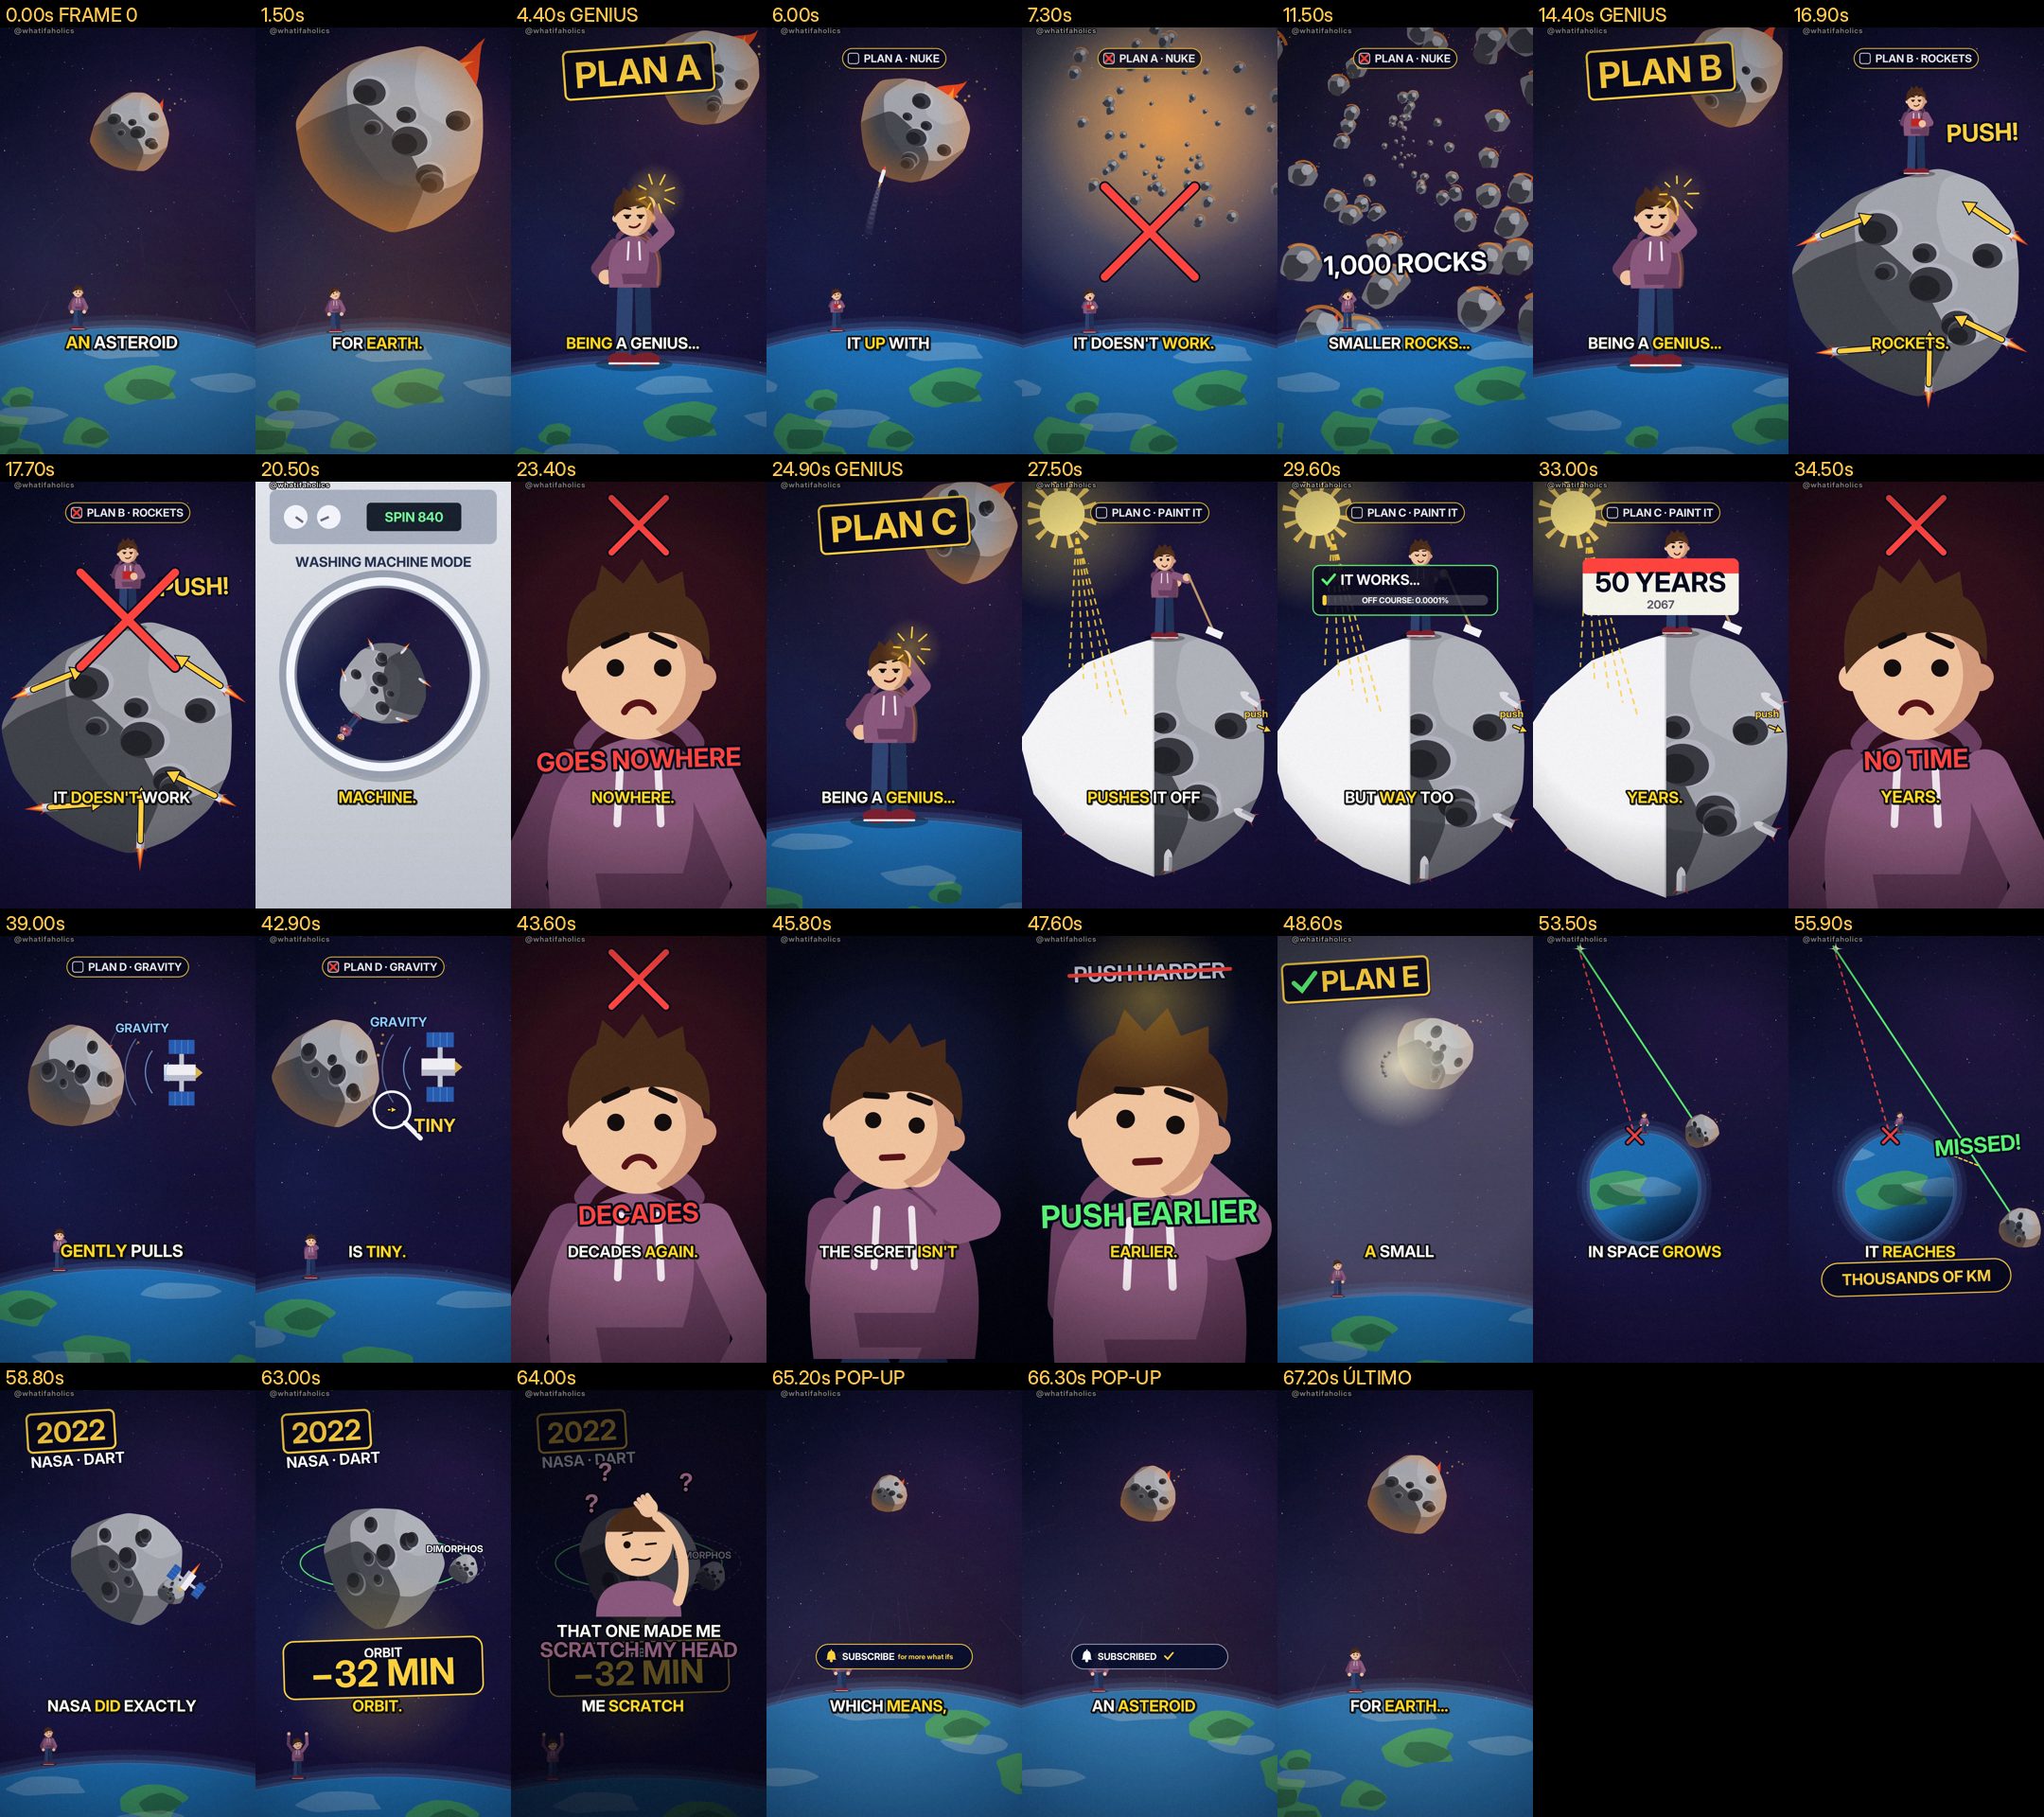 0.00s FRAME 0
@whatifaholics
AN ASTEROID
1.50s
@whatifaholics
FOR EARTH.
4.40s GENIUS
@whatifaholics
PLAN A
BEING A GENIUS...
6.00s
@whatifaholics
PLAN A · NUKE
IT UP WITH
7.30s
@whatifaholics
PLAN A · NUKE
IT DOESN'T WORK.
11.50s
@whatifaholics
PLAN A · NUKE
1,000 ROCKS
SMALLER ROCKS...
14.40s GENIUS
@whatifaholics
PLAN B
BEING A GENIUS...
16.90s
@whatifaholics
PLAN B · ROCKETS
PUSH!
ROCKETS.
17.70s
@whatifaholics
PLAN B · ROCKETS
PUSH!
IT DOESN'T WORK
20.50s
@whatifaholics
SPIN 840
WASHING MACHINE MODE
MACHINE.
23.40s
@whatifaholics
GOES NOWHERE
NOWHERE.
24.90s GENIUS
@whatifaholics
PLAN C
BEING A GENIUS...
27.50s
@whatifaholics
PLAN C · PAINT IT
push
PUSHES IT OFF
29.60s
@whatifaholics
PLAN C · PAINT IT
IT WORKS...
OFF COURSE: 0.0001%
push
BUT WAY TOO
33.00s
@whatifaholics
PLAN C · PAINT IT
50 YEARS
2067
push
YEARS.
34.50s
@whatifaholics
NO TIME
YEARS.
39.00s
@whatifaholics
PLAN D · GRAVITY
GRAVITY
GENTLY PULLS
42.90s
@whatifaholics
PLAN D · GRAVITY
GRAVITY
TINY
IS TINY.
43.60s
@whatifaholics
DECADES
DECADES AGAIN.
45.80s
@whatifaholics
THE SECRET ISN'T
47.60s
@whatifaholics
PUSH HARDER
PUSH EARLIER
EARLIER.
48.60s
@whatifaholics
PLAN E
A SMALL
53.50s
@whatifaholics
IN SPACE GROWS
55.90s
@whatifaholics
MISSED!
IT REACHES
THOUSANDS OF KM
58.80s
@whatifaholics
2022
NASA · DART
NASA DID EXACTLY
63.00s
@whatifaholics
2022
NASA · DART
DIMORPHOS
ORBIT
−32 MIN
ORBIT.
64.00s
@whatifaholics
2022
NASA · DART
? ? ?
DIMORPHOS
THAT ONE MADE ME
SCRATCH MY HEAD
−32 MIN
ME SCRATCH
65.20s POP-UP
@whatifaholics
SUBSCRIBE for more what ifs
WHICH MEANS,
66.30s POP-UP
@whatifaholics
SUBSCRIBED
AN ASTEROID
67.20s ÚLTIMO
@whatifaholics
FOR EARTH...